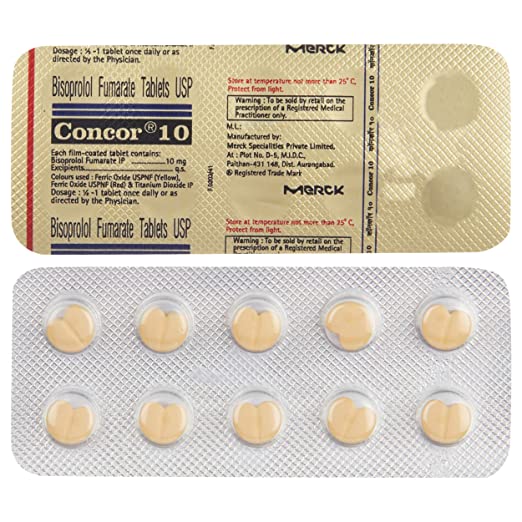 Dosage : ½ -1 tablet once daily or as
directed by the Physician.
MERCK
Bisoprolol Fumarate Tablets USP
Concor® 10
Each film-coated tablet contains:
Bisoprolol Fumarate IP 10 mg
Excipients q.s.
Colours used : Ferric Oxide USPNF (Yellow),
Ferric Oxide USPNF (Red) & Titanium Dioxide IP
Dosage : ½ -1 tablet once daily or as
directed by the Physician.
Bisoprolol Fumarate Tablets USP
Store at temperature not more than 25°C,
Protect from light.
Warning : To be sold by retail on the
prescription of a Registered Medical
Practitioner only.
M.L.:
Manufactured by:
Merck Specialities Private Limited,
At : Plot No. D-5, M.I.D.C.,
Paithan-431 148, Dist. Aurangabad.
® Registered Trade Mark
MERCK
Store at temperature not more than 25°C,
Protect from light.
Warning : To be sold by retail on the
prescription of a Registered Medical
Concor 10
Concor 10